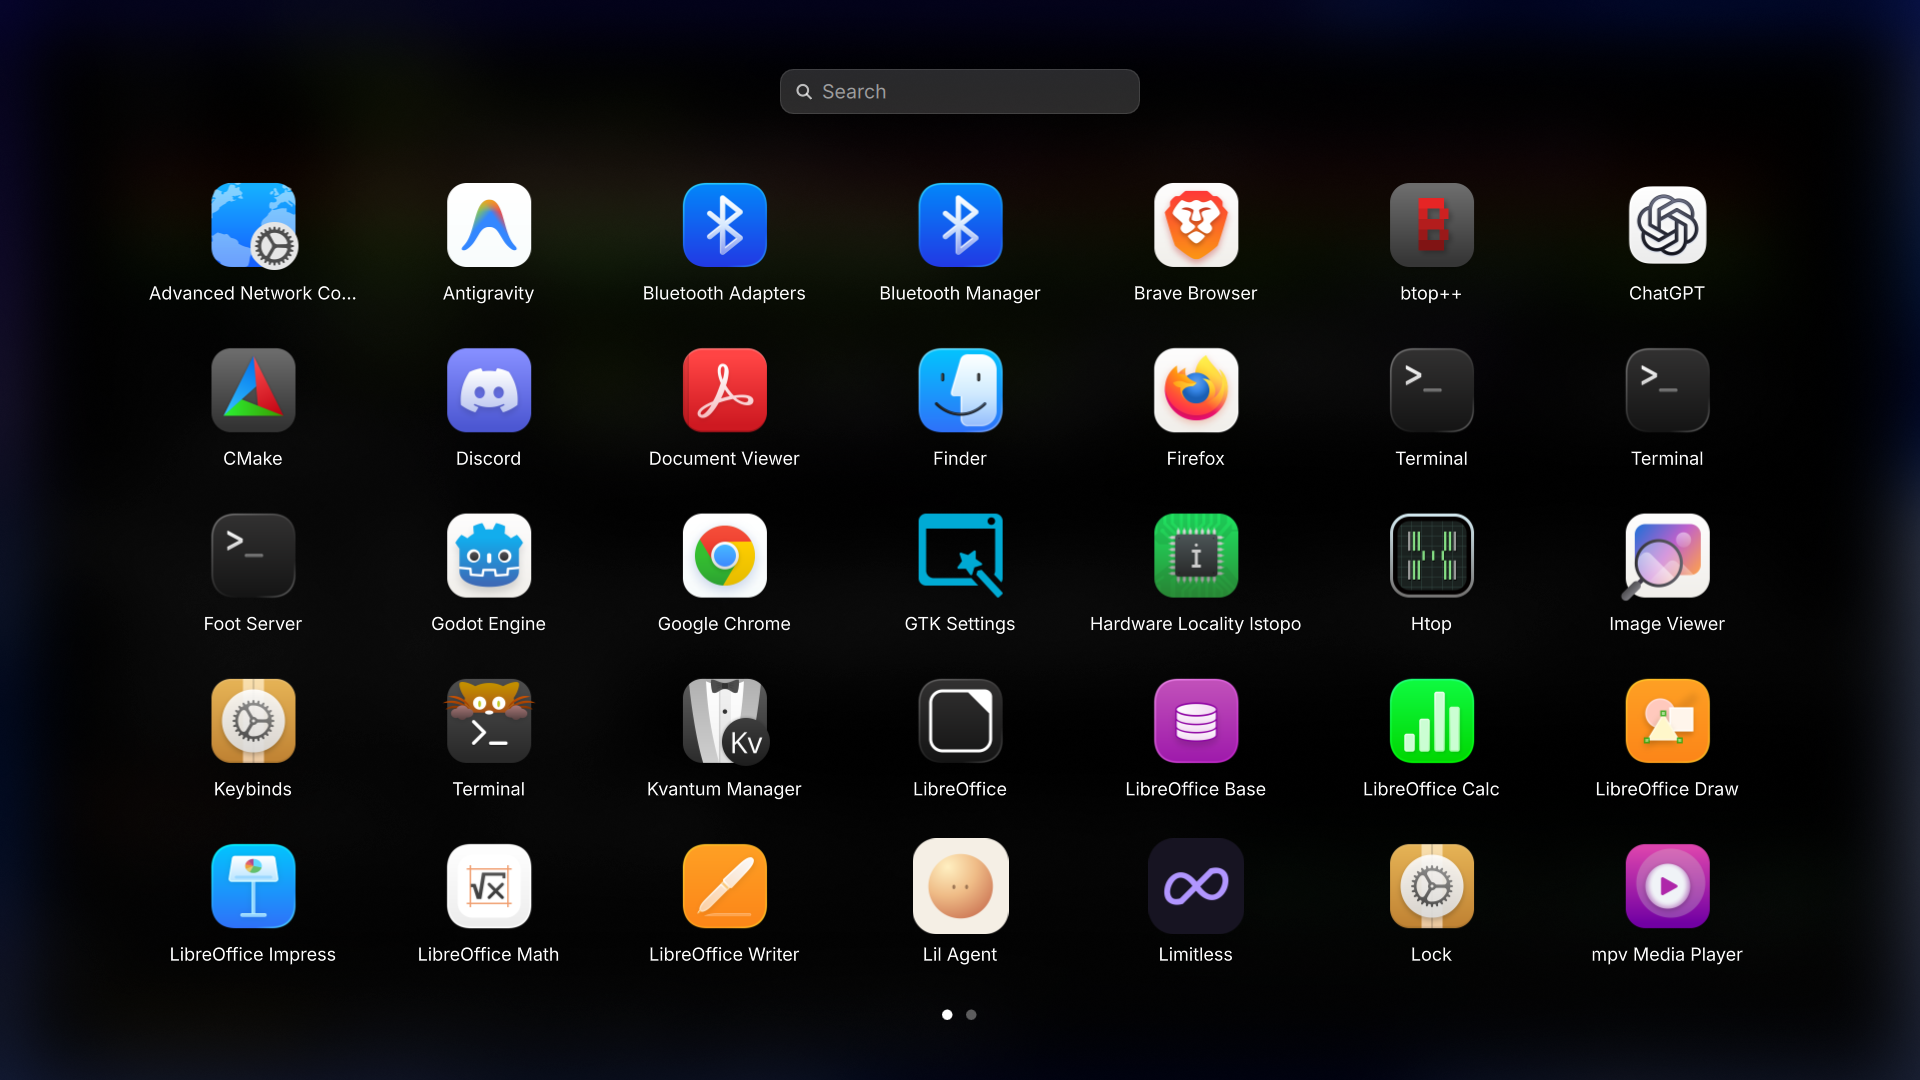 Search
Advanced Network Co...
Antigravity
Bluetooth Adapters
Bluetooth Manager
Brave Browser
btop++
ChatGPT
CMake
Discord
Document Viewer
Finder
Firefox
Terminal
Terminal
Foot Server
Godot Engine
Google Chrome
GTK Settings
Hardware Locality lstopo
Htop
Image Viewer
Keybinds
Terminal
Kv
Kvantum Manager
LibreOffice
LibreOffice Base
LibreOffice Calc
LibreOffice Draw
LibreOffice Impress
√x
LibreOffice Math
LibreOffice Writer
Lil Agent
Limitless
Lock
mpv Media Player